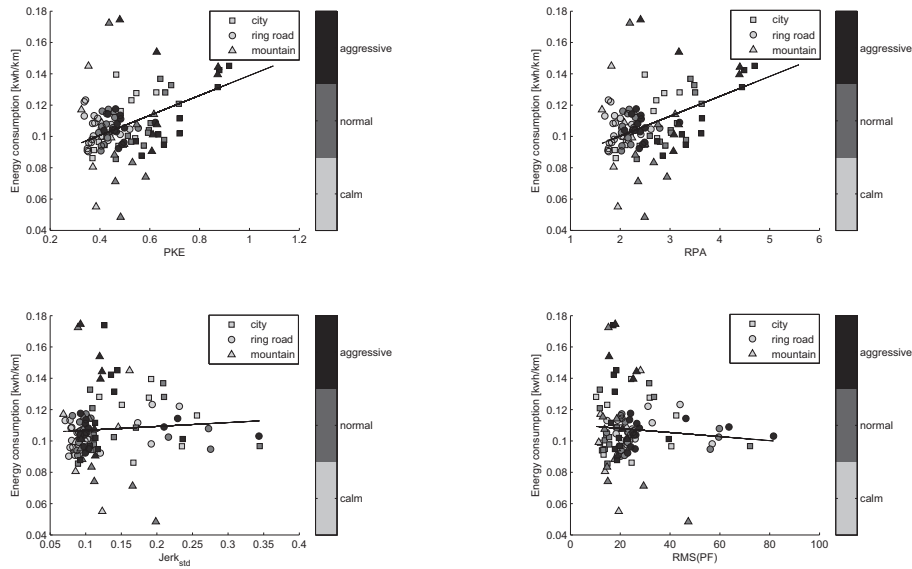 0.18
0.16
0.14
0.12
0.1
0.08
0.06
0.04
0.2 0.4 0.6 0.8 1 1.2
PKE
Energy consumption [kwh/km]
city
ring road
mountain
aggressive
normal
calm
0.18
0.16
0.14
0.12
0.1
0.08
0.06
0.04
1 2 3 4 5 6
RPA
Energy consumption [kwh/km]
city
ring road
mountain
aggressive
normal
calm
0.18
0.16
0.14
0.12
0.1
0.08
0.06
0.04
0.05 0.1 0.15 0.2 0.25 0.3 0.35 0.4
Jerk_std
Energy consumption [kwh/km]
city
ring road
mountain
aggressive
normal
calm
0.18
0.16
0.14
0.12
0.1
0.08
0.06
0.04
0 20 40 60 80 100
RMS(PF)
Energy consumption [kwh/km]
city
ring road
mountain
aggressive
normal
calm